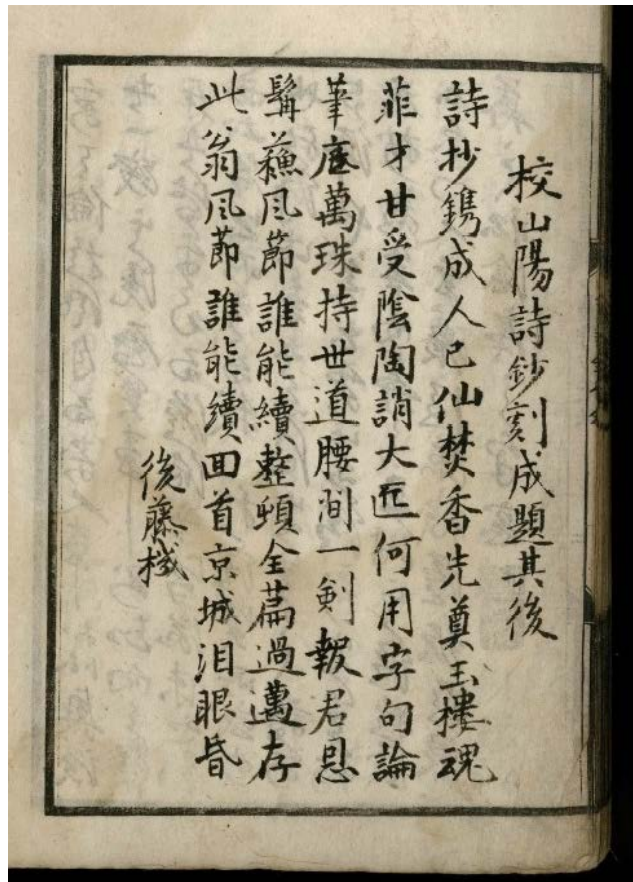 校山陽詩鈔刻成題其後
詩抄鐫成人已仙焚香先奠玉樓魂
菲才甘受陰陶誚大匠何用字句論
筆底萬珠持世道腰間一劍報君恩
髯蘓風節誰能續整頓全篇過邁存
此翁風節誰能續回首京城泪眼昏
後藤機